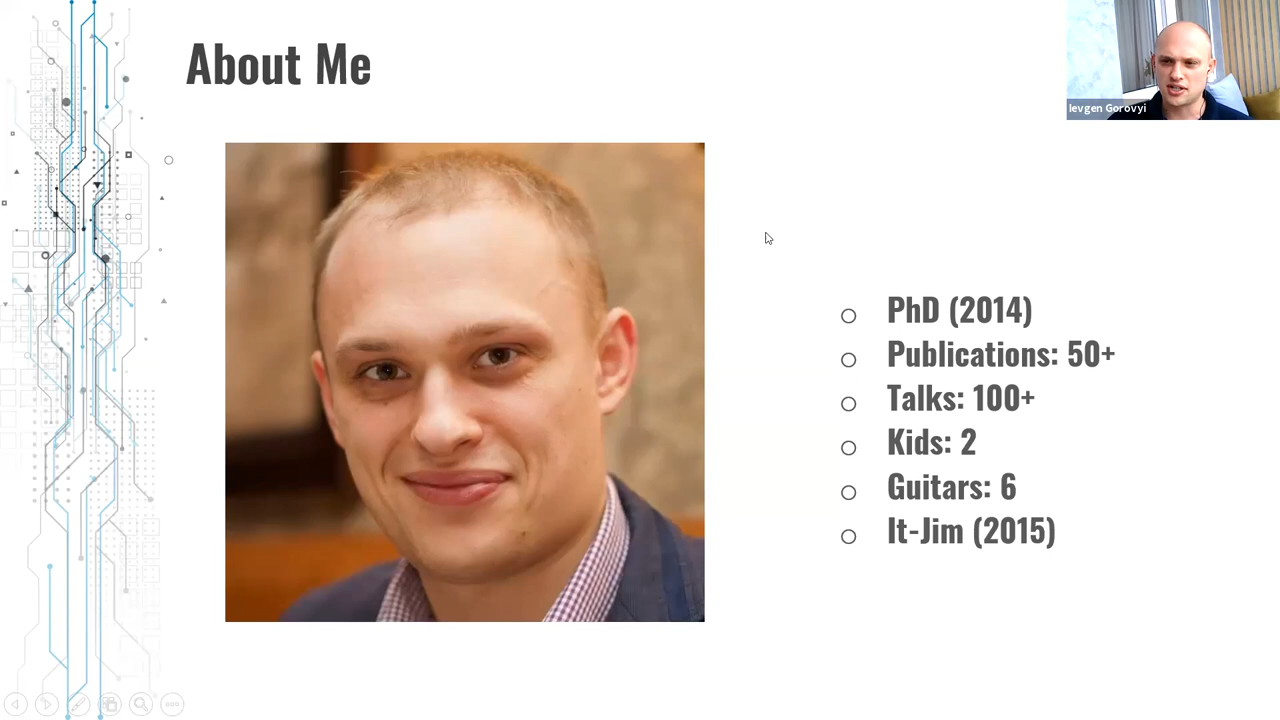 About Me
Ievgen Gorovyi
PhD (2014)
Publications: 50+
Talks: 100+
Kids: 2
Guitars: 6
It-Jim (2015)